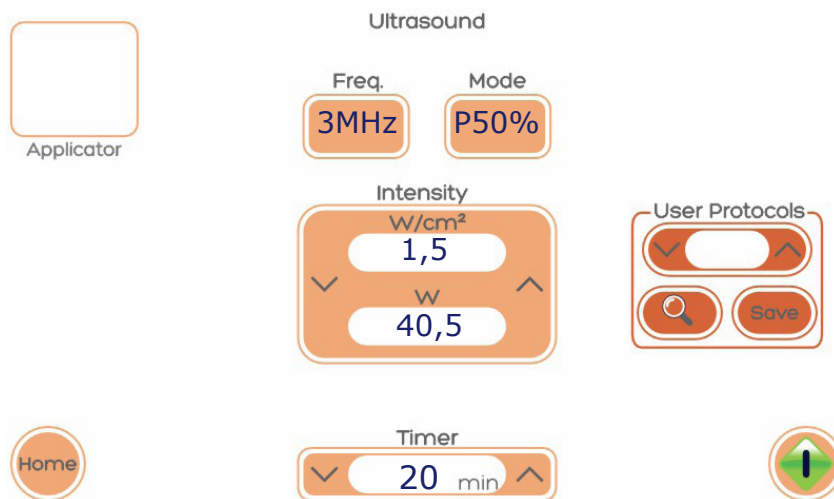 Ultrasound
Freq.
Mode
3MHz
P50%
Applicator
Intensity
W/cm²
1,5
W
40,5
User Protocols
Save
Timer
20 min
Home
I